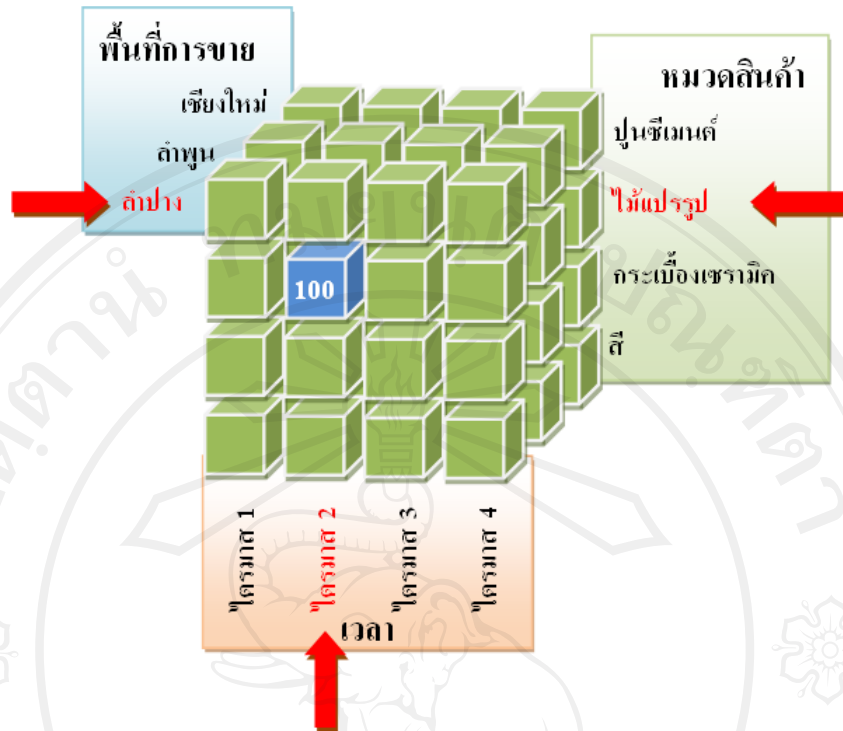 พื้นที่การขาย
เชียงใหม่
ลำพูน
ลำปาง
หมวดสินค้า
ปูนซีเมนต์
ไม้แปรรูป
กระเบื้องเซรามิค
สี
100
ไตรมาส 1
ไตรมาส 2
ไตรมาส 3
ไตรมาส 4
เวลา